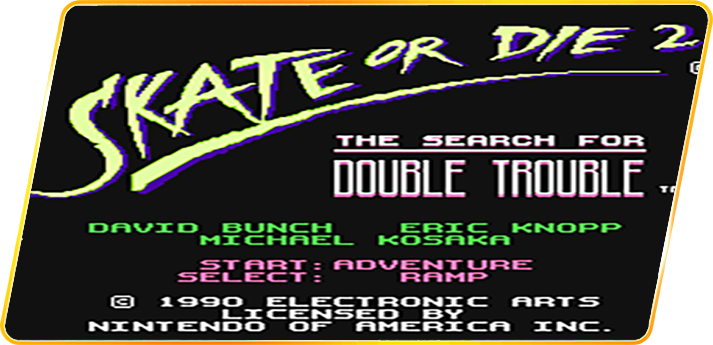 SKATE OR DIE 2
©
THE SEARCH FOR
DOUBLE TROUBLE TM
DAVID BUNCH ERIC KNOPP
MICHAEL KOSAKA
START: ADVENTURE
SELECT: RAMP
© 1990 ELECTRONIC ARTS
LICENSED BY
NINTENDO OF AMERICA INC.